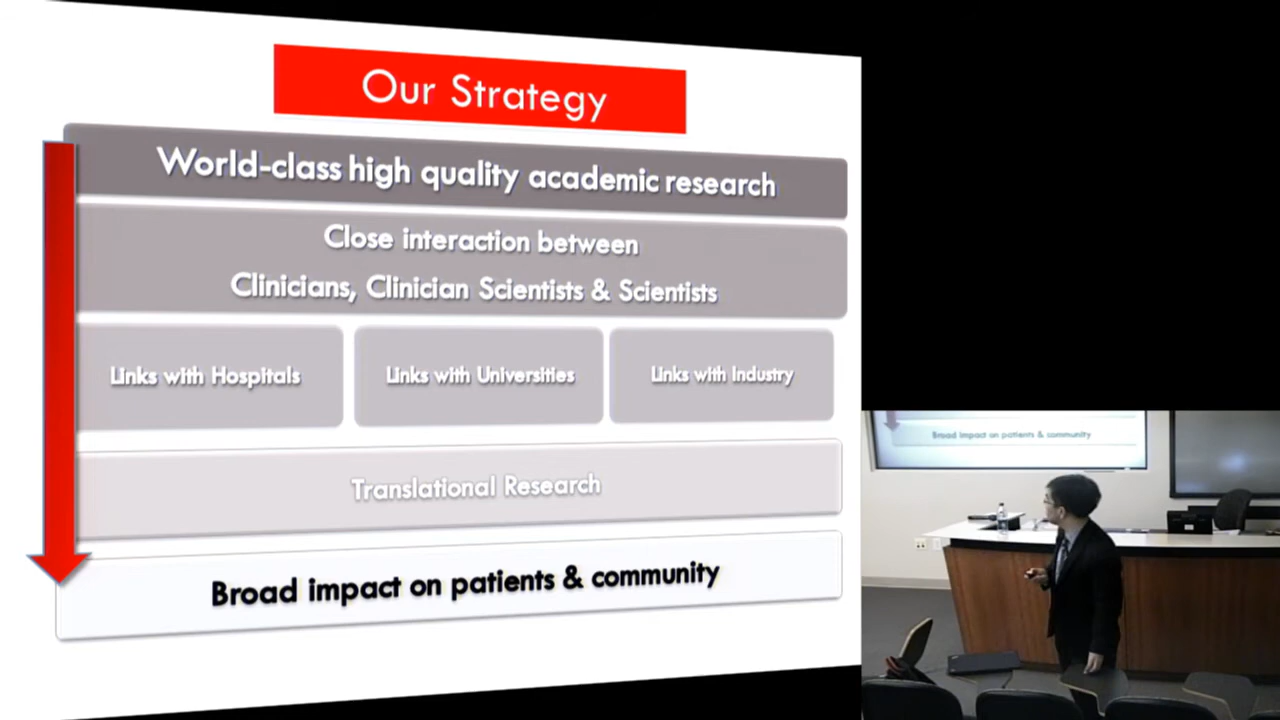 Our Strategy
World-class high quality academic research
Close interaction between
Clinicians, Clinician Scientists & Scientists
Links with Hospitals
Links with Universities
Links with Industry
Translational Research
Broad impact on patients & community
Broad impact on patients & community